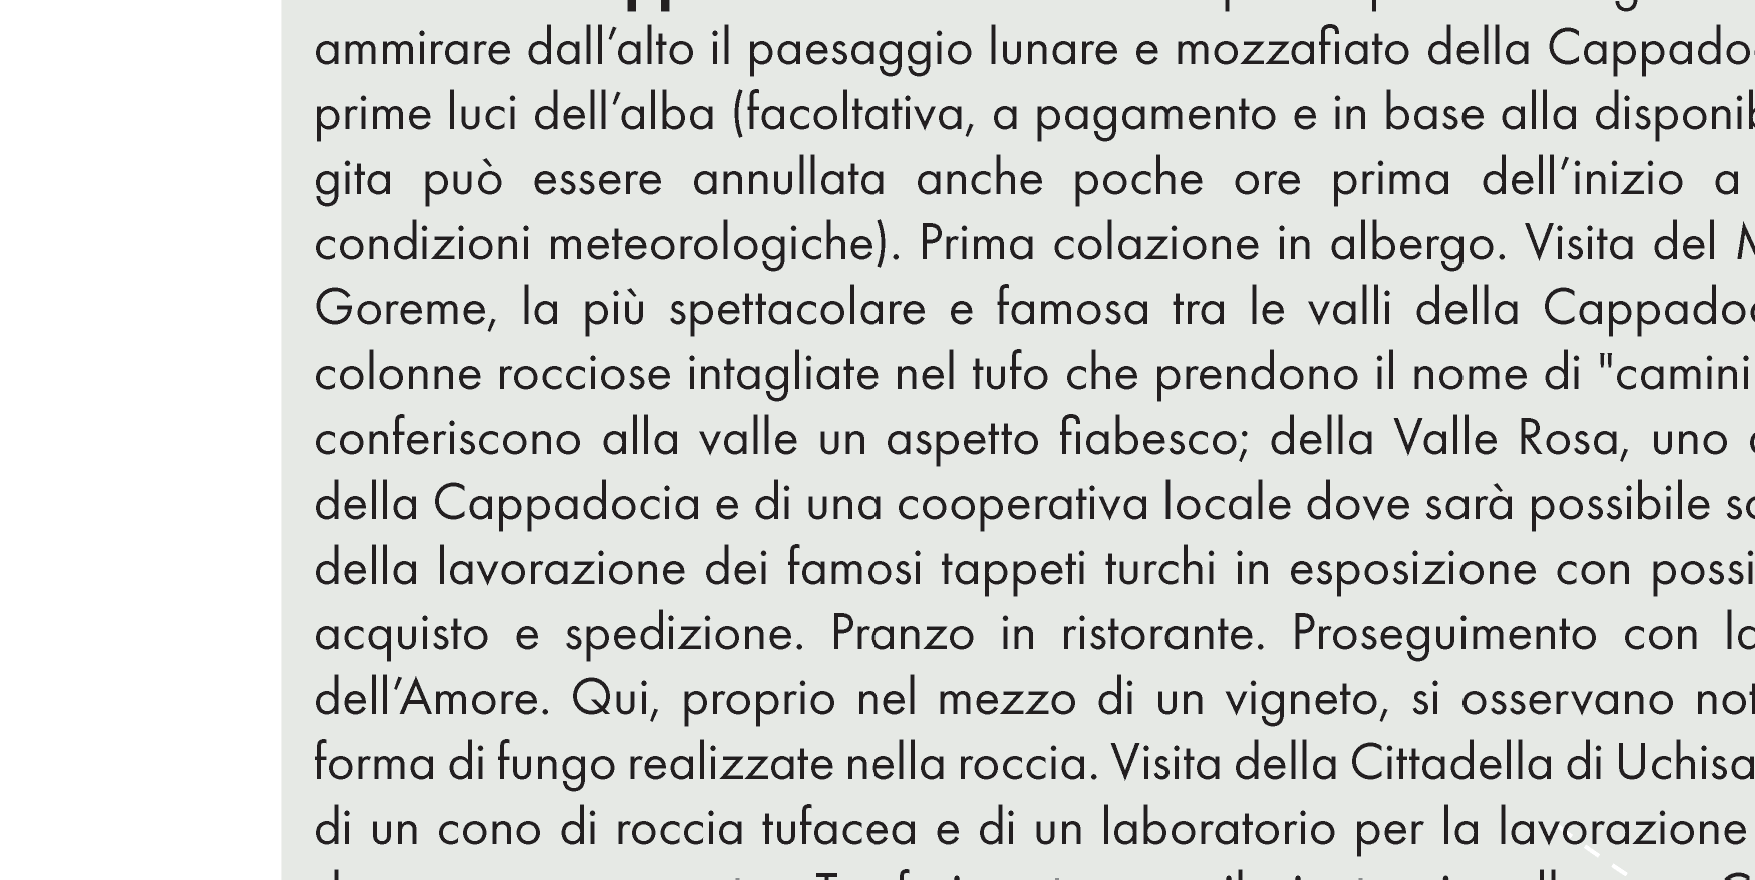 ammirare dall’alto il paesaggio lunare e mozzafiato della
prime luci dell’alba (facoltativa, a pagamento e in base alla
gita può essere annullata anche poche ore prima dell’inizio a
condizioni meteorologiche). Prima colazione in albergo. Visita del
Goreme, la più spettacolare e famosa tra le valli della
colonne rocciose intagliate nel tufo che prendono il nome di "camini
conferiscono alla valle un aspetto fiabesco; della Valle Rosa, uno
della Cappadocia e di una cooperativa locale dove sarà possibile
della lavorazione dei famosi tappeti turchi in esposizione con
acquisto e spedizione. Pranzo in ristorante. Proseguimento con
dell’Amore. Qui, proprio nel mezzo di un vigneto, si osservano
forma di fungo realizzate nella roccia. Visita della Cittadella di
di un cono di roccia tufacea e di un laboratorio per la lavorazione